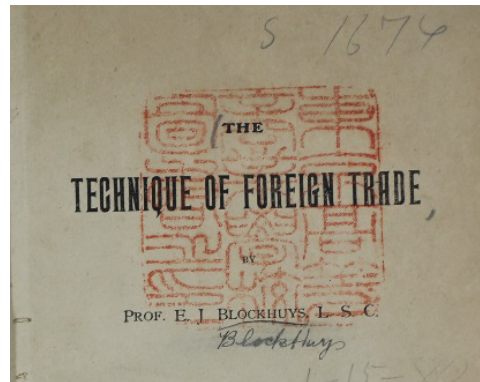 S 1674
THE
TECHNIQUE OF FOREIGN TRADE,
BY
PROF. E. J. BLOCKHUYS, L. S. C.
Blockhuys